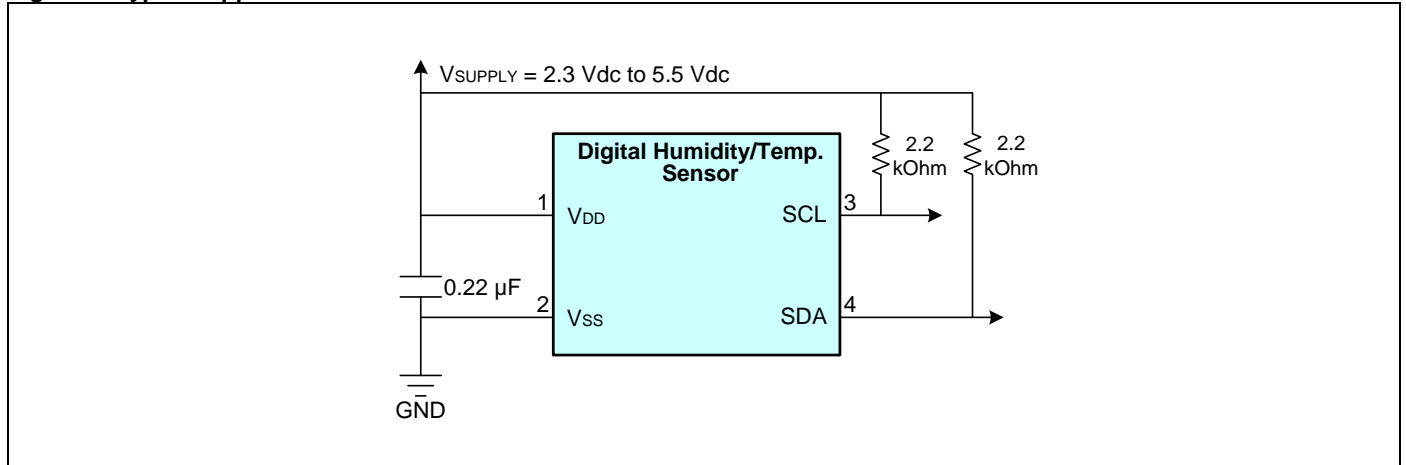 VSUPPLY = 2.3 Vdc to 5.5 Vdc
Digital Humidity/Temp.
Sensor
2.2
kOhm
2.2
kOhm
1
VDD
SCL
3
0.22 µF
2
VSS
SDA
4
GND